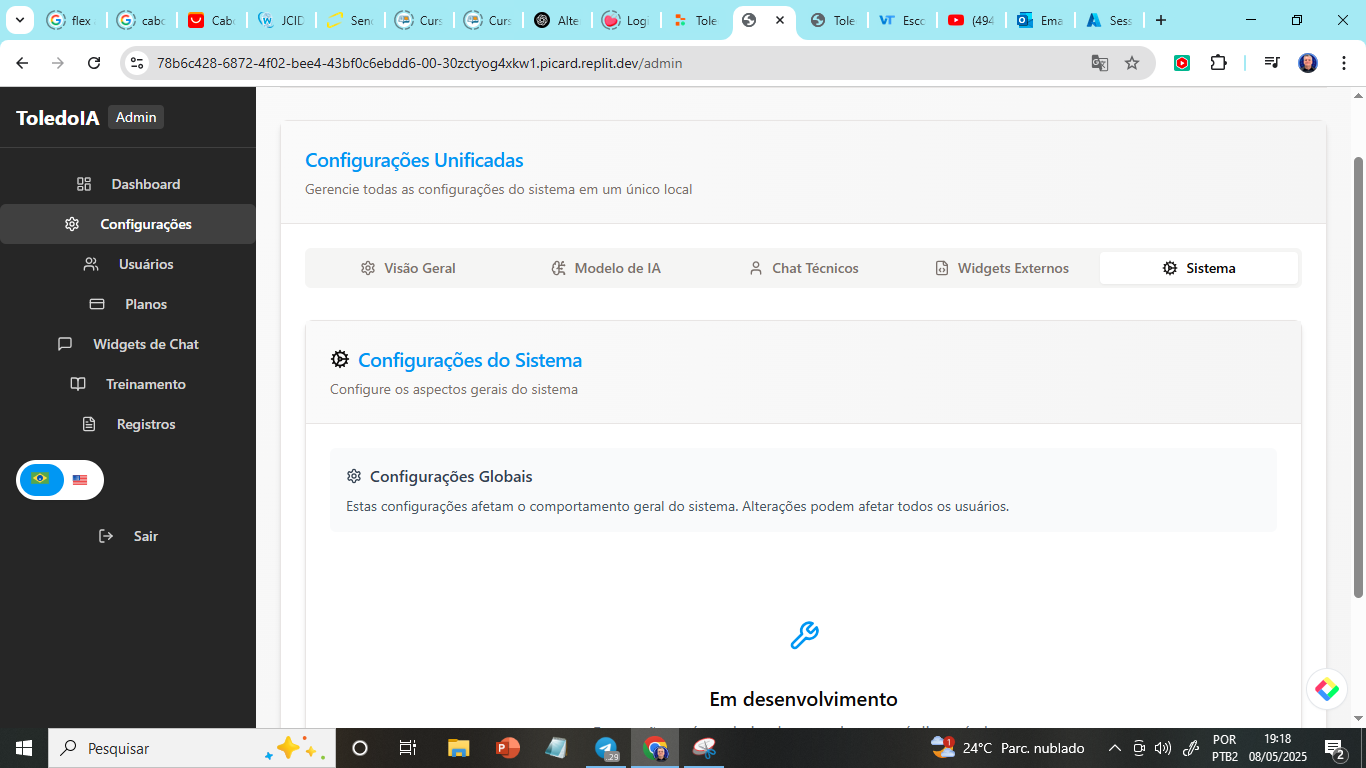 flex
cabo
Cabo
JCID
Send
Curs
Curs
Alte
Logi
Tole
Tole
Esco
(494
Ema
Sess
78b6c428-6872-4f02-bee4-43bf0c6ebdd6-00-30zctyog4xkw1.picard.replit.dev/admin
ToledoIA Admin
Dashboard
Configurações
Usuários
Planos
Widgets de Chat
Treinamento
Registros
Sair
Configurações Unificadas
Gerencie todas as configurações do sistema em um único local
Visão Geral
Modelo de IA
Chat Técnicos
Widgets Externos
Sistema
Configurações do Sistema
Configure os aspectos gerais do sistema
Configurações Globais
Estas configurações afetam o comportamento geral do sistema. Alterações podem afetar todos os usuários.
Em desenvolvimento
Pesquisar
24°C Parc. nublado
POR
PTB2
19:18
08/05/2025